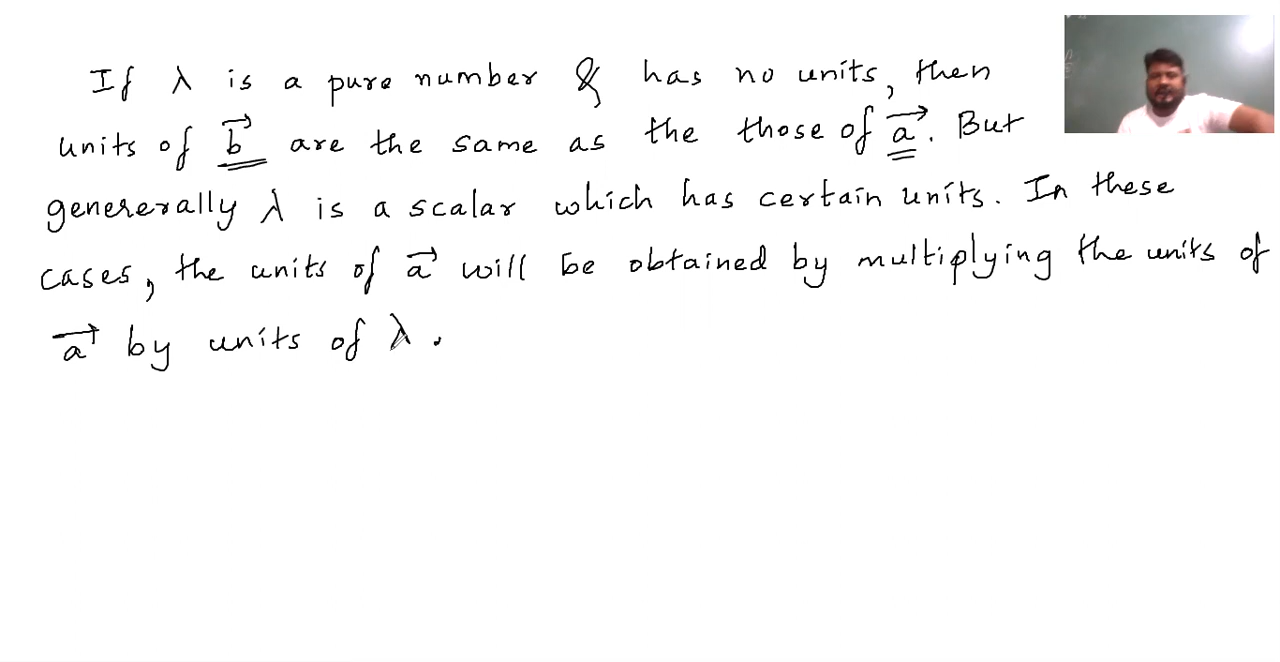 If λ is a pure number & has no units, then
units of b⃗ are the same as the those of a⃗. But
genererally λ is a scalar which has certain units. In these
cases, the units of a⃗ will be obtained by multiplying the units of
a⃗ by units of λ.